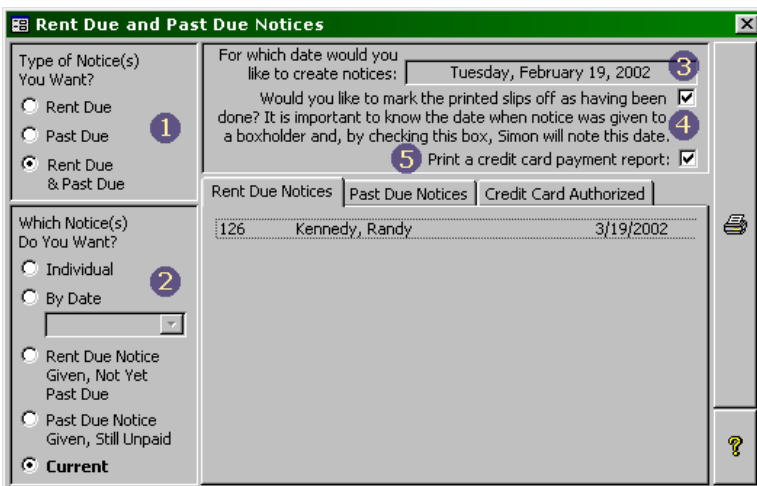 Rent Due and Past Due Notices
Type of Notice(s)
You Want?
Rent Due
Past Due
1
Rent Due
& Past Due
Which Notice(s)
Do You Want?
Individual
2
By Date
Rent Due Notice
Given, Not Yet
Past Due
Past Due Notice
Given, Still Unpaid
Current
For which date would you
like to create notices: Tuesday, February 19, 2002 3
Would you like to mark the printed slips off as having been
done? It is important to know the date when notice was given to 4
a boxholder and, by checking this box, Simon will note this date.
5 Print a credit card payment report:
Rent Due Notices Past Due Notices Credit Card Authorized
126 Kennedy, Randy 3/19/2002
?